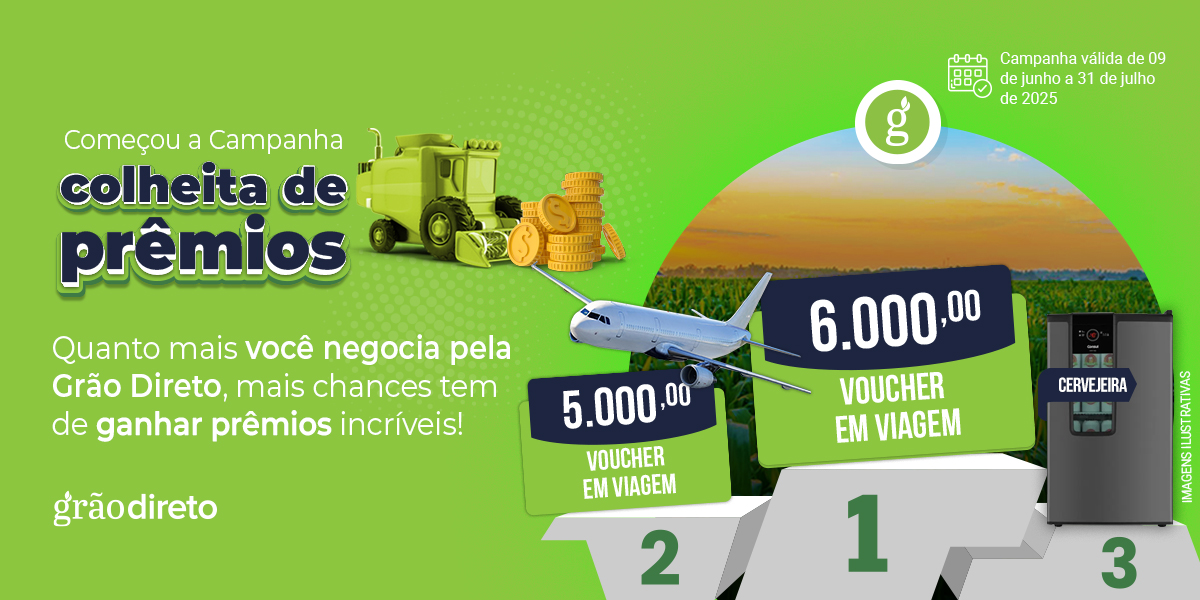 Começou a Campanha
colheita de
prêmios
Quanto mais você negocia pela
Grão Direto, mais chances tem
de ganhar prêmios incríveis!
grãodireto
Campanha válida de 09
de junho a 31 de julho
de 2025
g
5.000,00
VOUCHER
EM VIAGEM
6.000,00
VOUCHER
EM VIAGEM
CERVEJEIRA
2
1
3
IMAGENS ILUSTRATIVAS